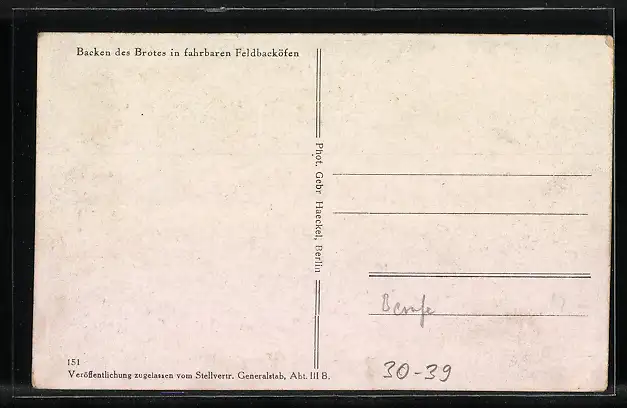 Backen des Brotes in fahrbaren Feldbacköfen
Phot. Gebr Haeckel, Berlin
151
Veröffentlichung zugelassen vom Stellvertr. Generalstab, Abt. III B.
30-39